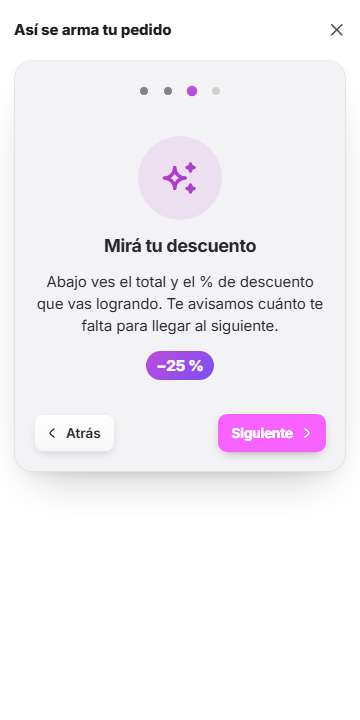 Así se arma tu pedido
Mirá tu descuento
Abajo ves el total y el % de descuento
que vas logrando. Te avisamos cuánto te
falta para llegar al siguiente.
−25 %
Atrás
Siguiente